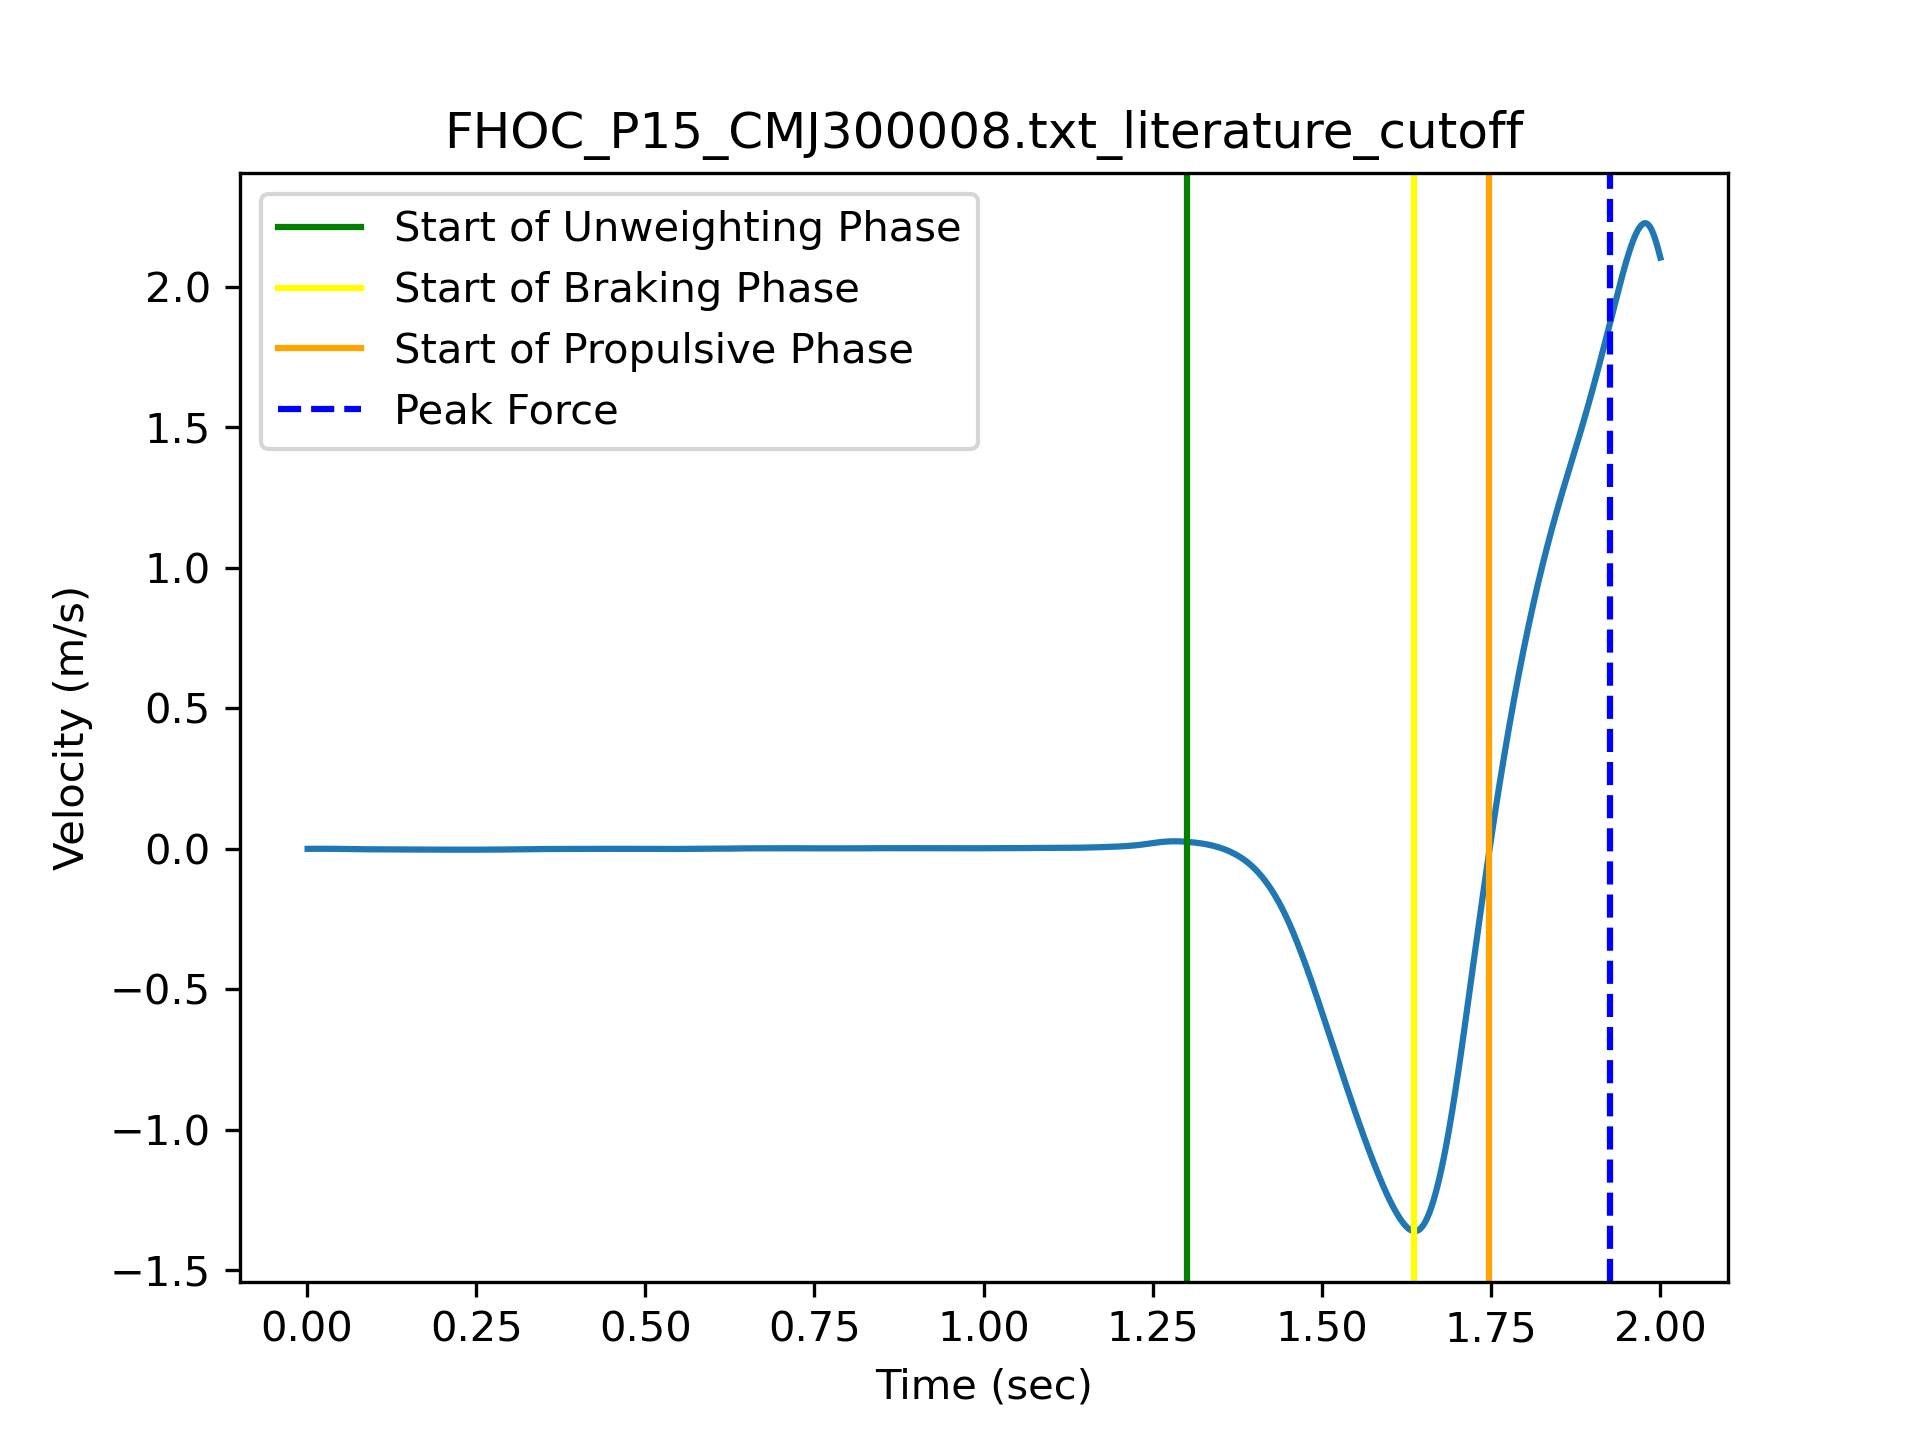 FHOC_P15_CMJ300008.txt_literature_cutoff
Start of Unweighting Phase
Start of Braking Phase
Start of Propulsive Phase
Peak Force
2.0
1.5
1.0
0.5
0.0
−0.5
−1.0
−1.5
Velocity (m/s)
0.00 0.25 0.50 0.75 1.00 1.25 1.50 1.75 2.00
Time (sec)